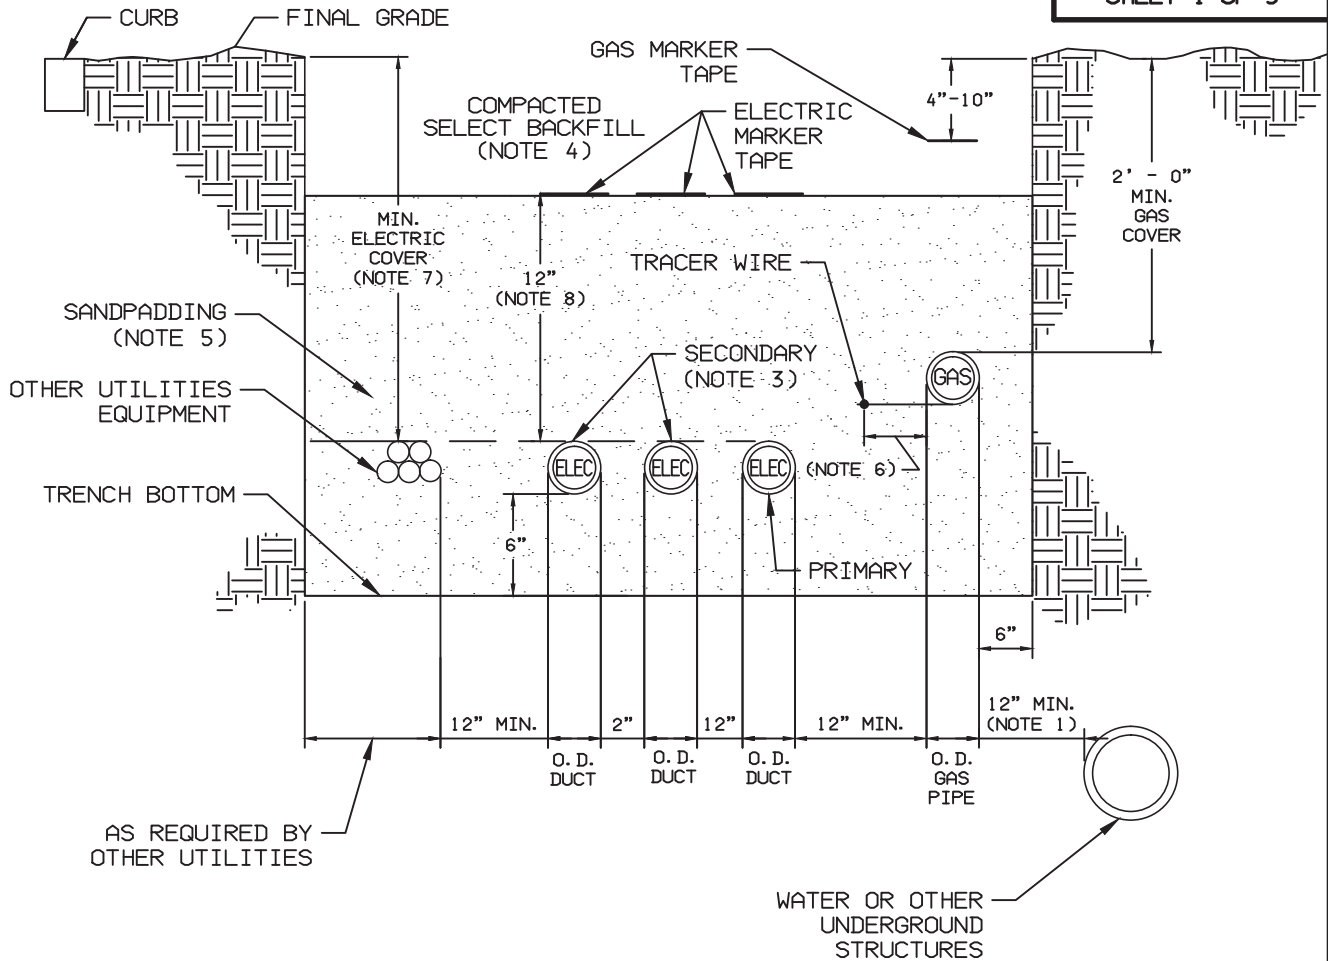 CURB
FINAL GRADE
GAS MARKER
TAPE
4”-10”
COMPACTED
SELECT BACKFILL
(NOTE 4)
ELECTRIC
MARKER
TAPE
2' - 0”
MIN.
GAS
COVER
MIN.
ELECTRIC
COVER
(NOTE 7)
12”
(NOTE 8)
TRACER WIRE
SANDPADDING
(NOTE 5)
SECONDARY
(NOTE 3)
GAS
OTHER UTILITIES
EQUIPMENT
ELEC
ELEC
ELEC
(NOTE 6)
TRENCH BOTTOM
6”
PRIMARY
6”
12” MIN.
2”
12”
12” MIN.
12” MIN.
(NOTE 1)
O.D.
DUCT
O.D.
DUCT
O.D.
DUCT
O.D.
GAS
PIPE
AS REQUIRED BY
OTHER UTILITIES
WATER OR OTHER
UNDERGROUND
STRUCTURES